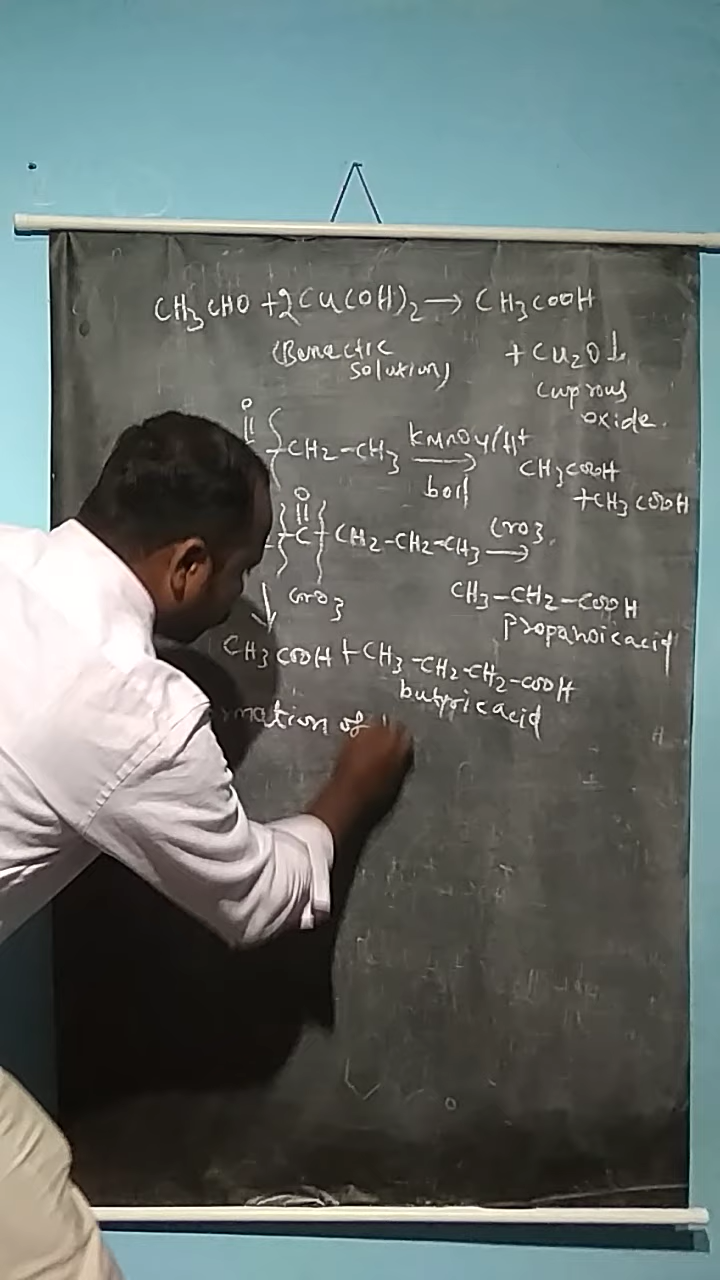 CH3CHO + 2Cu(OH)2 → CH3COOH
(Benactic solution)
+ Cu2O↓
cuprous
oxide.
O
CH2-CH3 KMnO4/H+ → boil
CH3COOH
+CH3COOH
O
C CH2-CH2-CH3 CrO3 →
CH3-CH2-COOH
Propanoic acid
↓ CrO3
CH3COOH + CH3-CH2-CH2-COOH
butyric acid
mation of